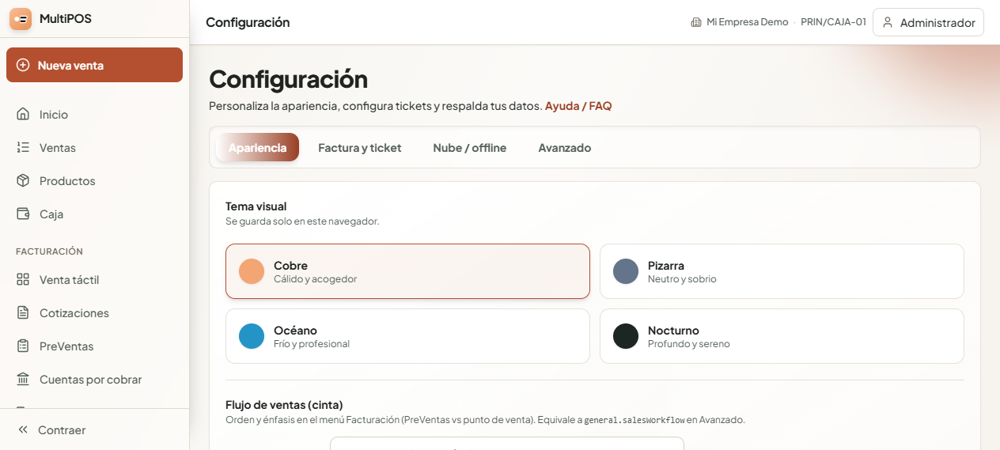 MultiPOS
Nueva venta
Inicio
Ventas
Productos
Caja
FACTURACIÓN
Venta táctil
Cotizaciones
PreVentas
Cuentas por cobrar
Contraer
Configuración
Mi Empresa Demo · PRIN/CAJA-01
Administrador
Configuración
Personaliza la apariencia, configura tickets y respalda tus datos. Ayuda / FAQ
Apariencia
Factura y ticket
Nube / offline
Avanzado
Tema visual
Se guarda solo en este navegador.
Cobre
Cálido y acogedor
Pizarra
Neutro y sobrio
Océano
Frío y profesional
Nocturno
Profundo y sereno
Flujo de ventas (cinta)
Orden y énfasis en el menú Facturación (PreVentas vs punto de venta). Equivale a general.salesWorkflow en Avanzado.